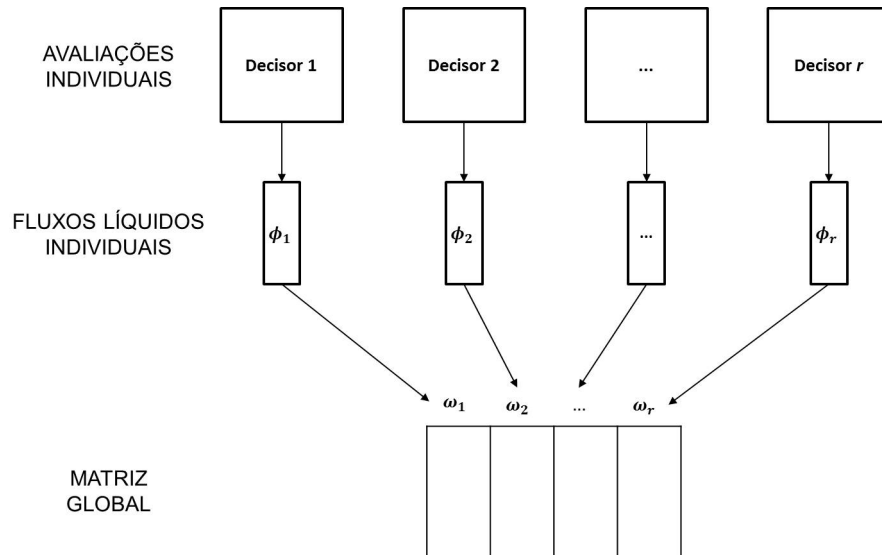 AVALIAÇÕES
INDIVIDUAIS
Decisor 1
Decisor 2
...
Decisor r
FLUXOS LÍQUIDOS
INDIVIDUAIS
ϕ₁
ϕ₂
...
ϕᵣ
ω₁
ω₂
...
ωᵣ
MATRIZ
GLOBAL